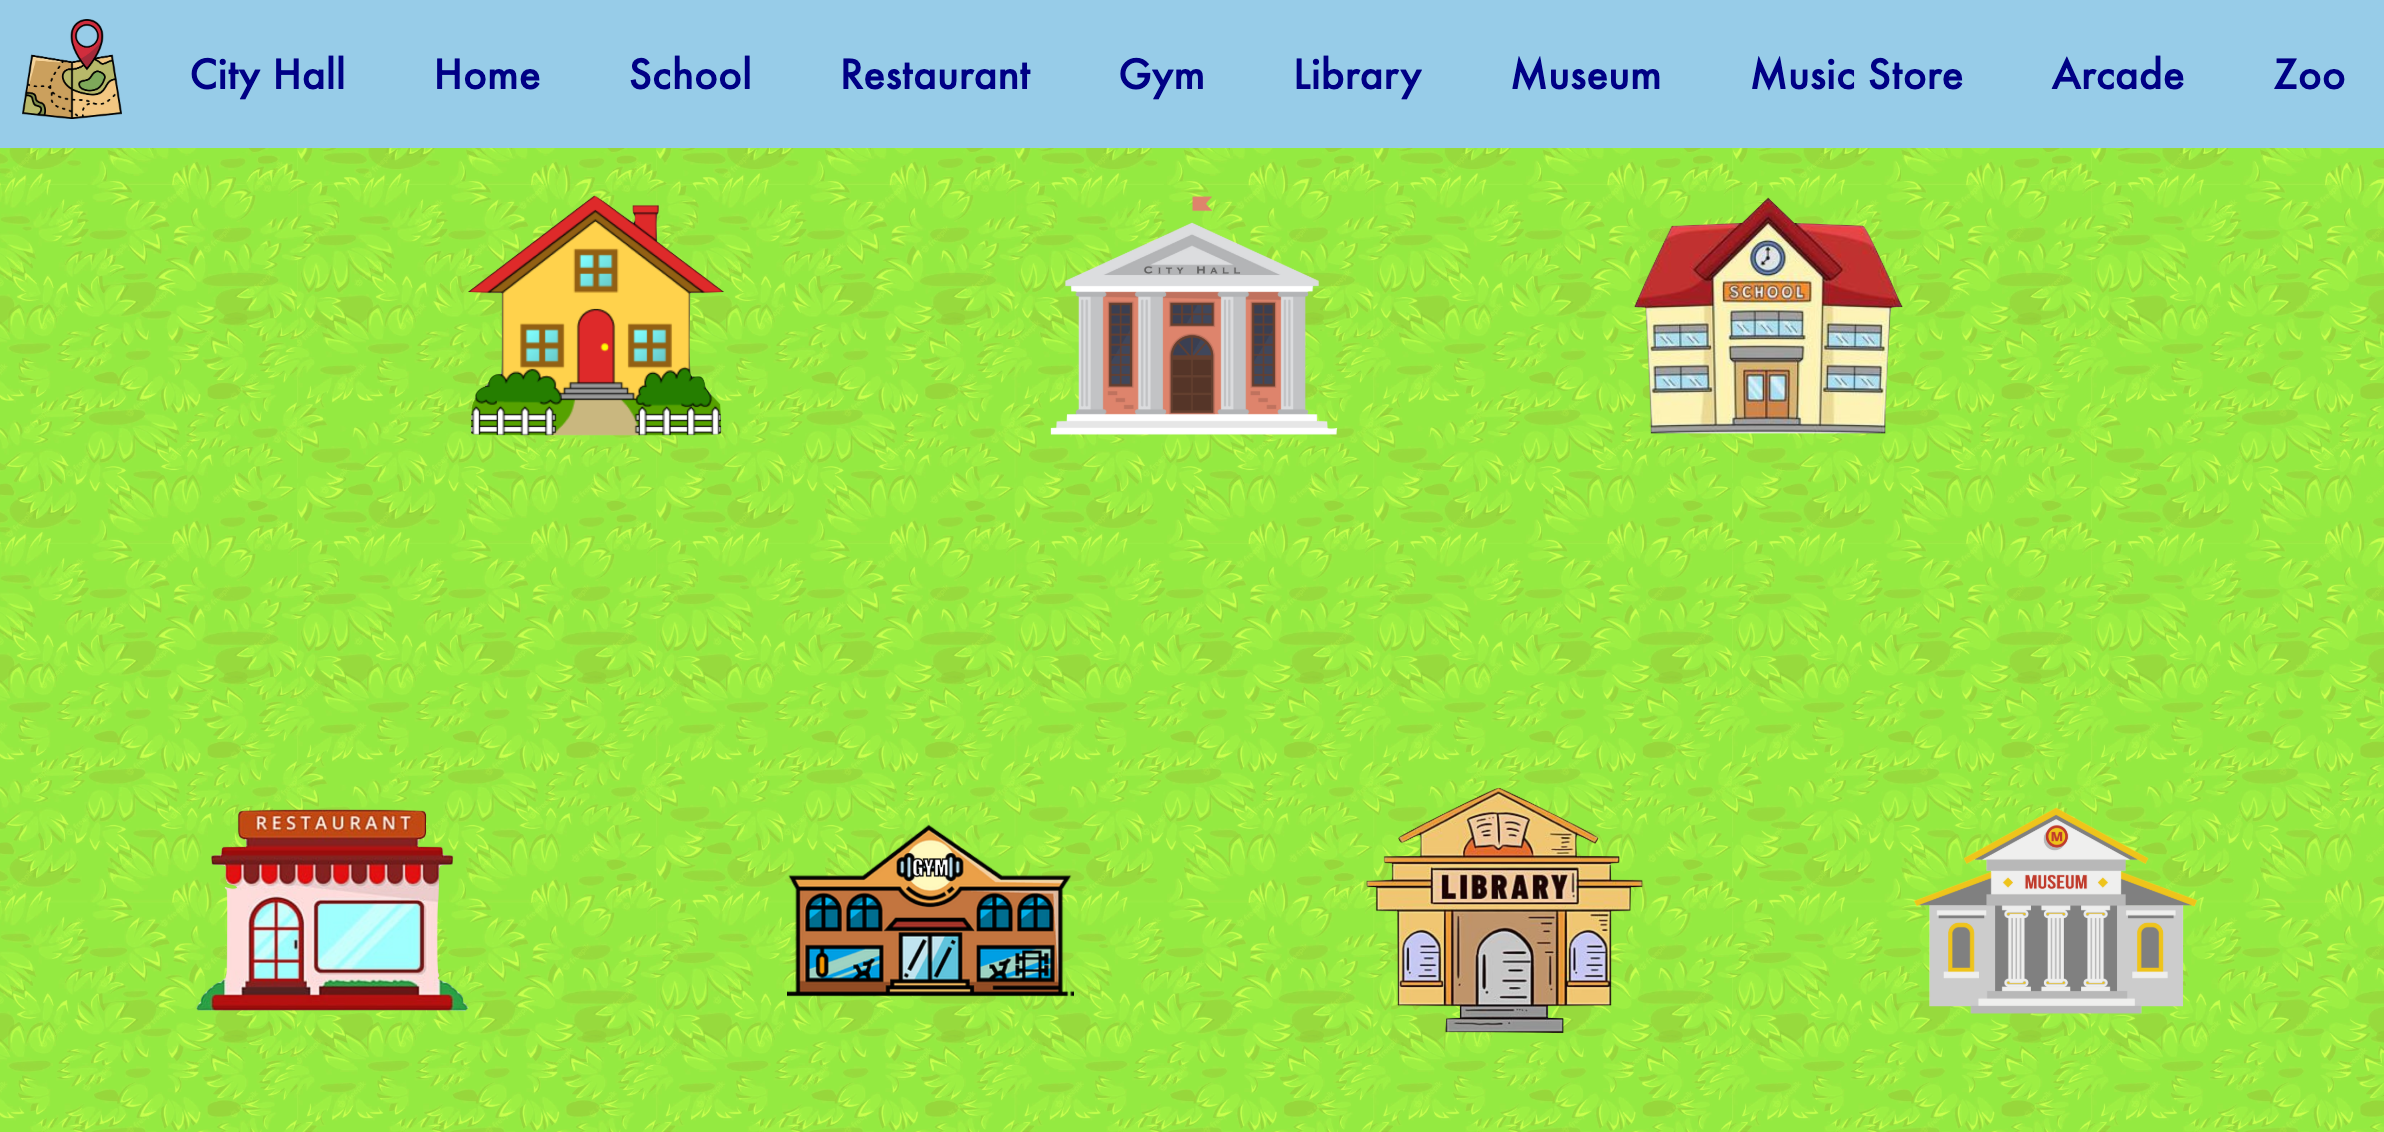 City Hall Home School Restaurant Gym Library Museum Music Store Arcade Zoo
CITY HALL
SCHOOL
RESTAURANT
GYM
LIBRARY
M
MUSEUM